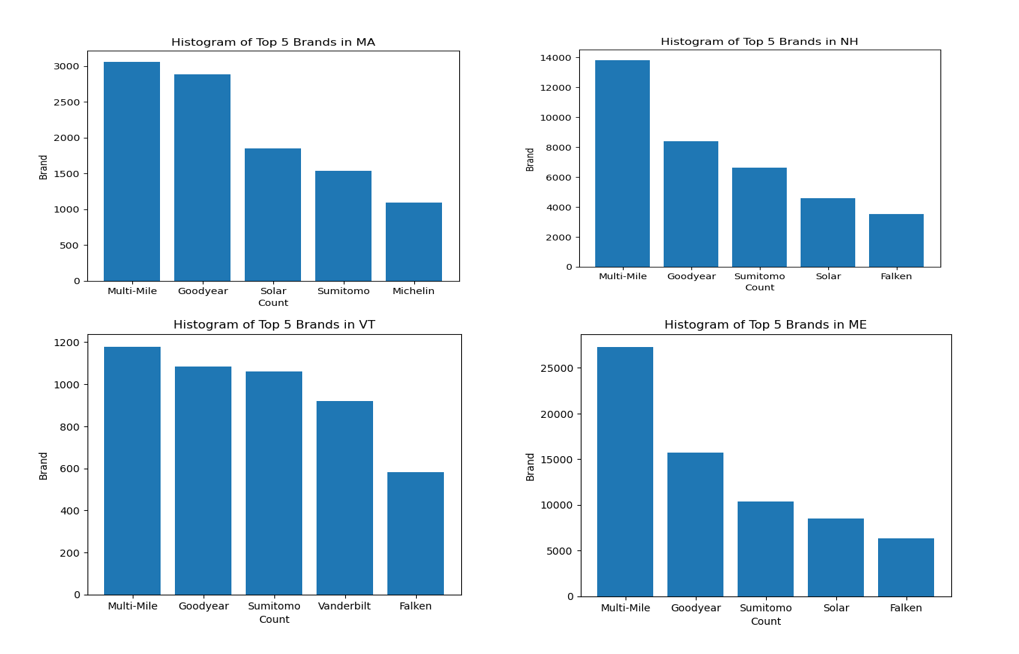 Histogram of Top 5 Brands in MA
Brand
3000
2500
2000
1500
1000
500
0
Multi-Mile Goodyear Solar Sumitomo Michelin
Count
Histogram of Top 5 Brands in NH
Brand
14000
12000
10000
8000
6000
4000
2000
0
Multi-Mile Goodyear Sumitomo Solar Falken
Count
Histogram of Top 5 Brands in VT
Brand
1200
1000
800
600
400
200
0
Multi-Mile Goodyear Sumitomo Vanderbilt Falken
Count
Histogram of Top 5 Brands in ME
Brand
25000
20000
15000
10000
5000
0
Multi-Mile Goodyear Sumitomo Solar Falken
Count